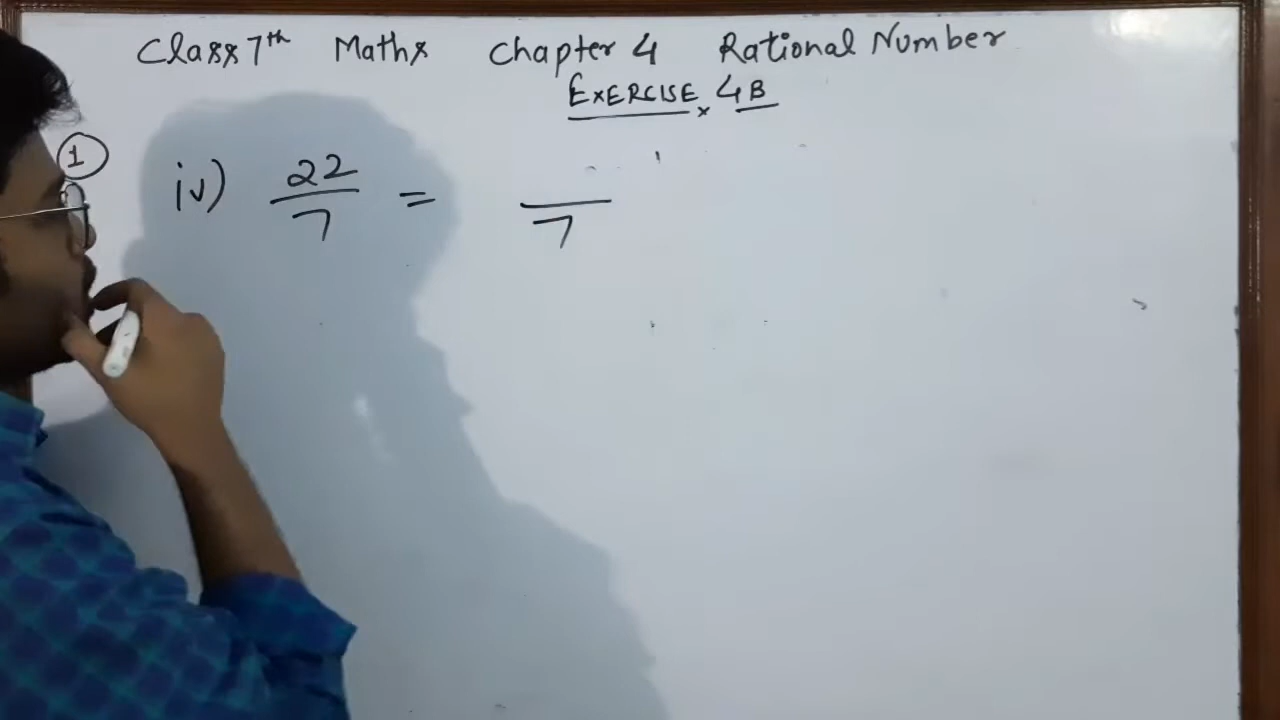 Class 7th Maths Chapter 4 Rational Number
EXERCISE 4B
1
iv) 22/7 = /7